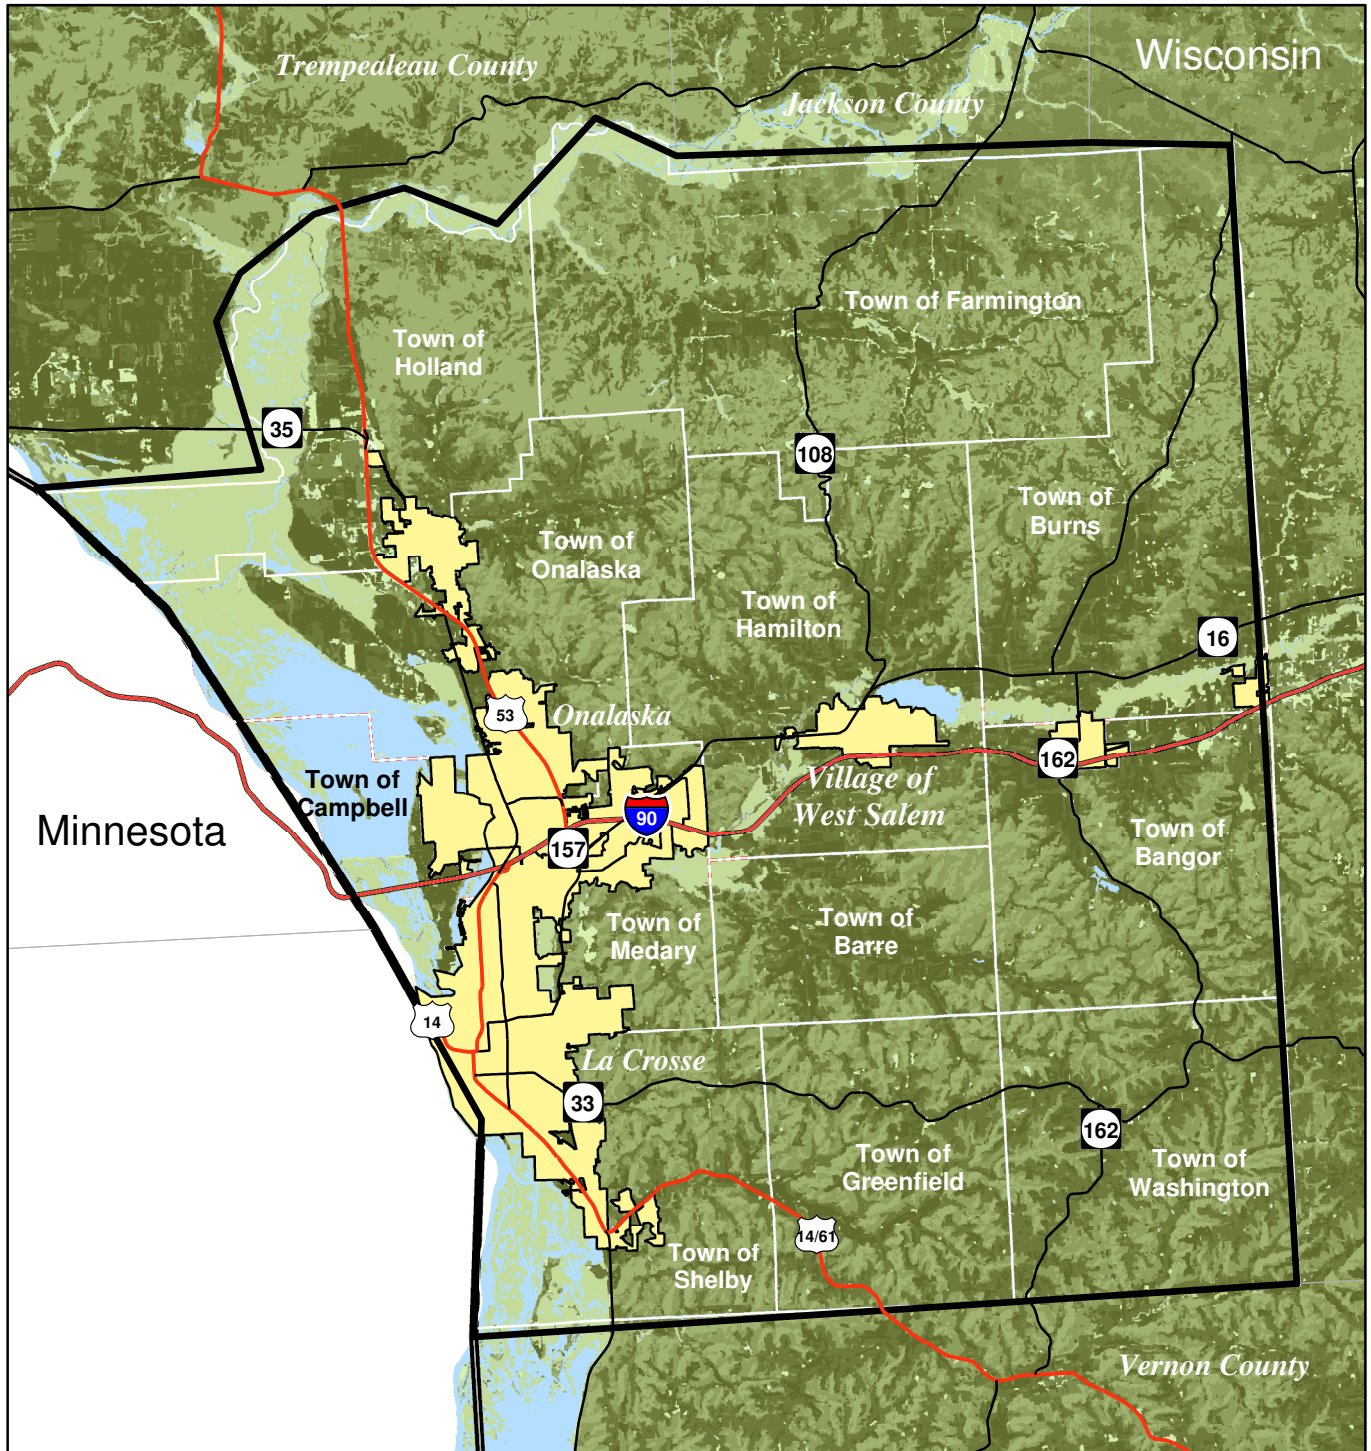 Wisconsin
Trempealeau County
Jackson County
Town of Farmington
Town of
Holland
35
108
Town of
Burns
Town of
Onalaska
Town of
Hamilton
16
53
Onalaska
162
Town of
Campbell
Village of
West Salem
90
Minnesota
157
Town of
Bangor
Town of
Medary
Town of
Barre
14
La Crosse
33
162
Town of
Greenfield
Town of
Washington
14/61
Town of
Shelby
Vernon County